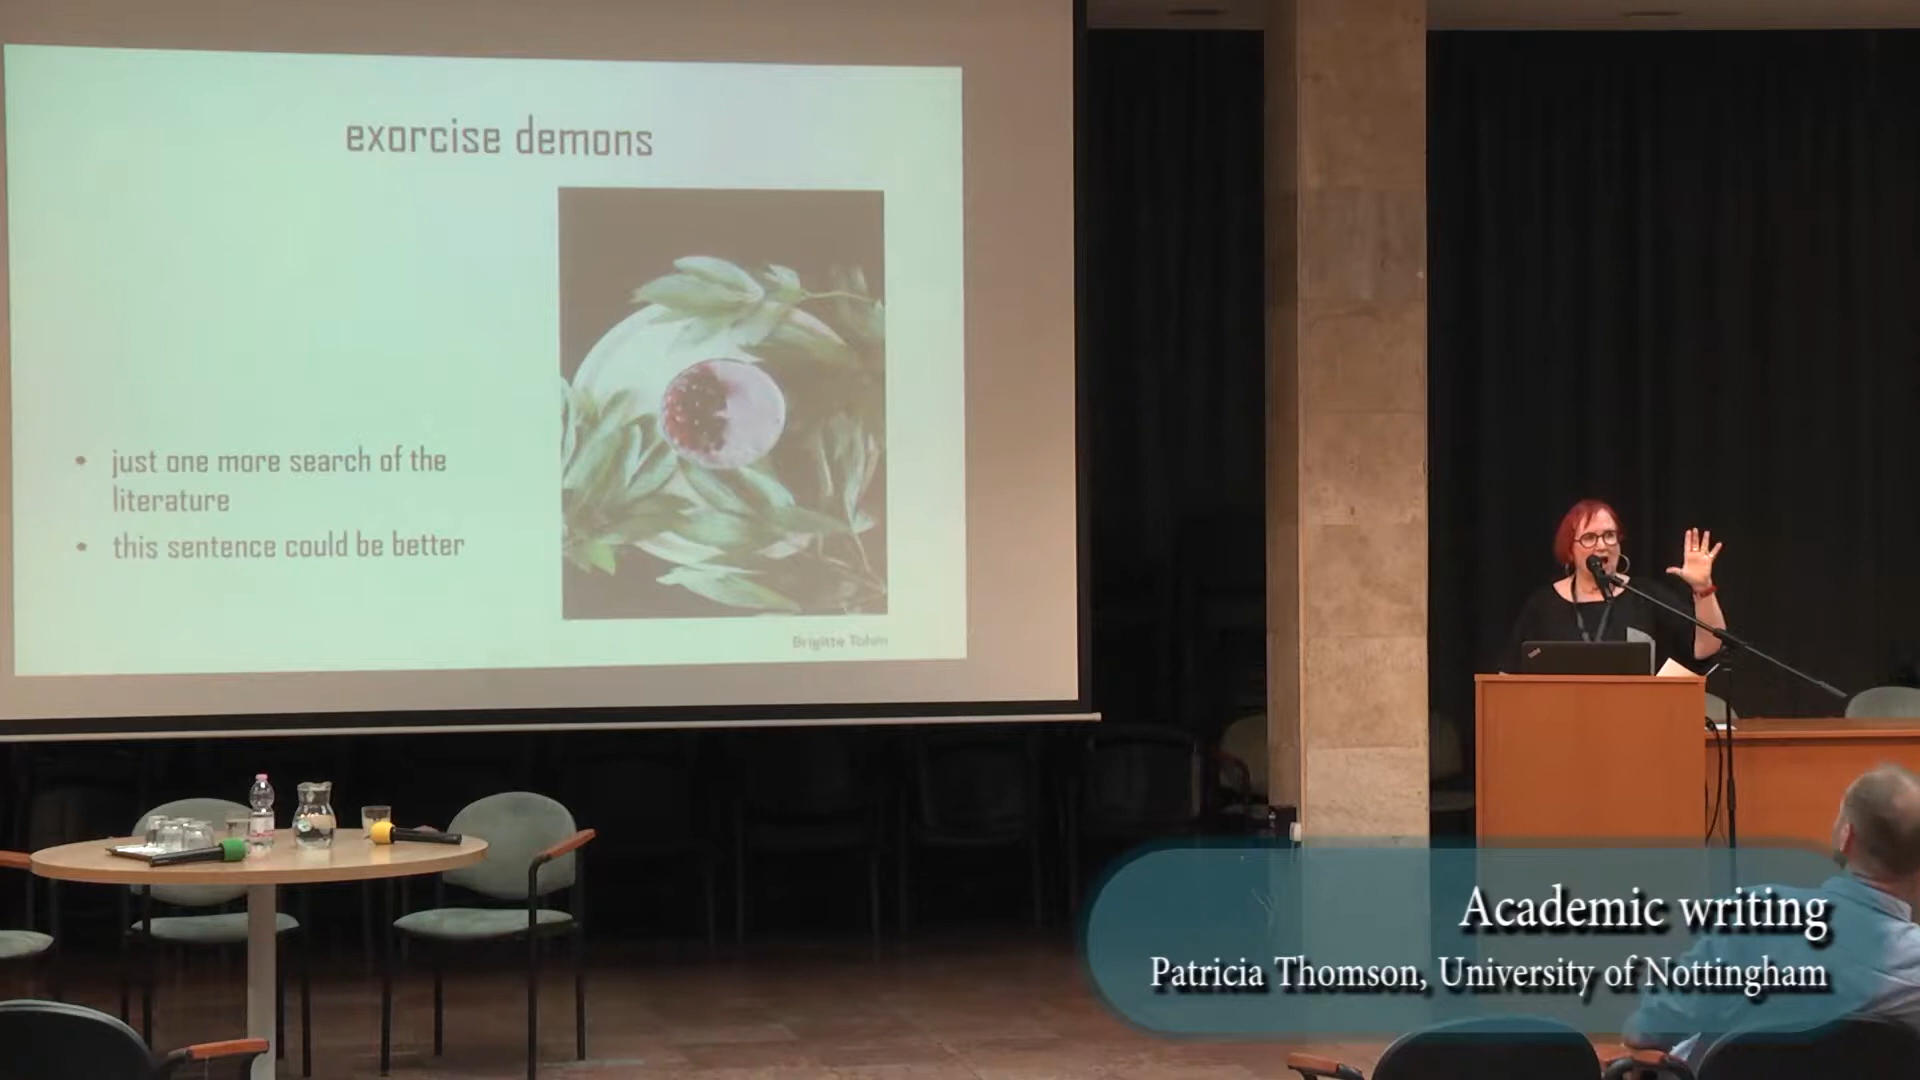 exorcise demons
• just one more search of the
literature
• this sentence could be better
Brigitte Tohm
Academic writing
Patricia Thomson, University of Nottingham